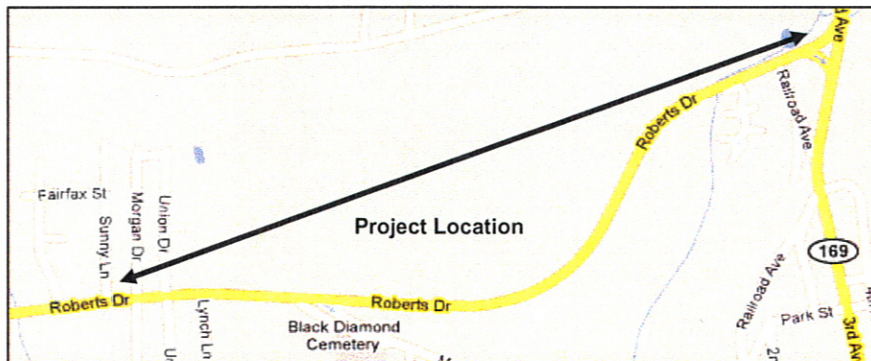 Ave
Railroad Ave
Roberts Dr
Fairfax St
Sunny Ln
Morgan Dr
Union Dr
Project Location
169
Roberts Dr
Lynch Ln
Roberts Dr
Black Diamond
Cemetery
Railroad Ave
Park St
3rd Av